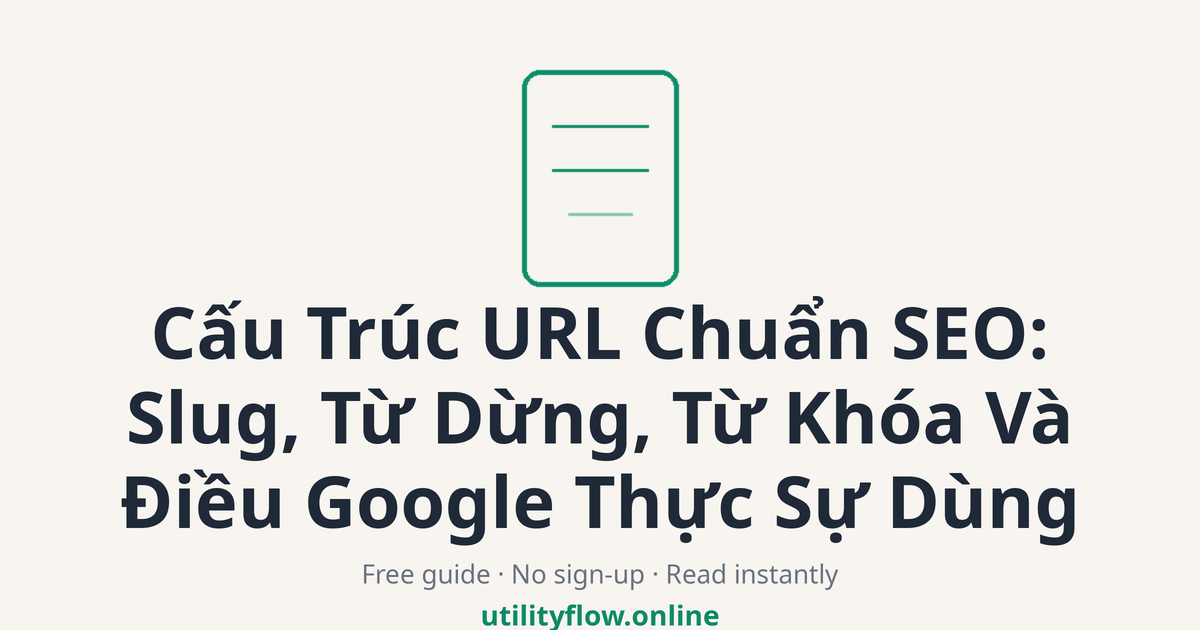 Cấu Trúc URL Chuẩn SEO:
Slug, Từ Dừng, Từ Khóa Và
Điều Google Thực Sự Dùng
Free guide · No sign-up · Read instantly
utilityflow.online